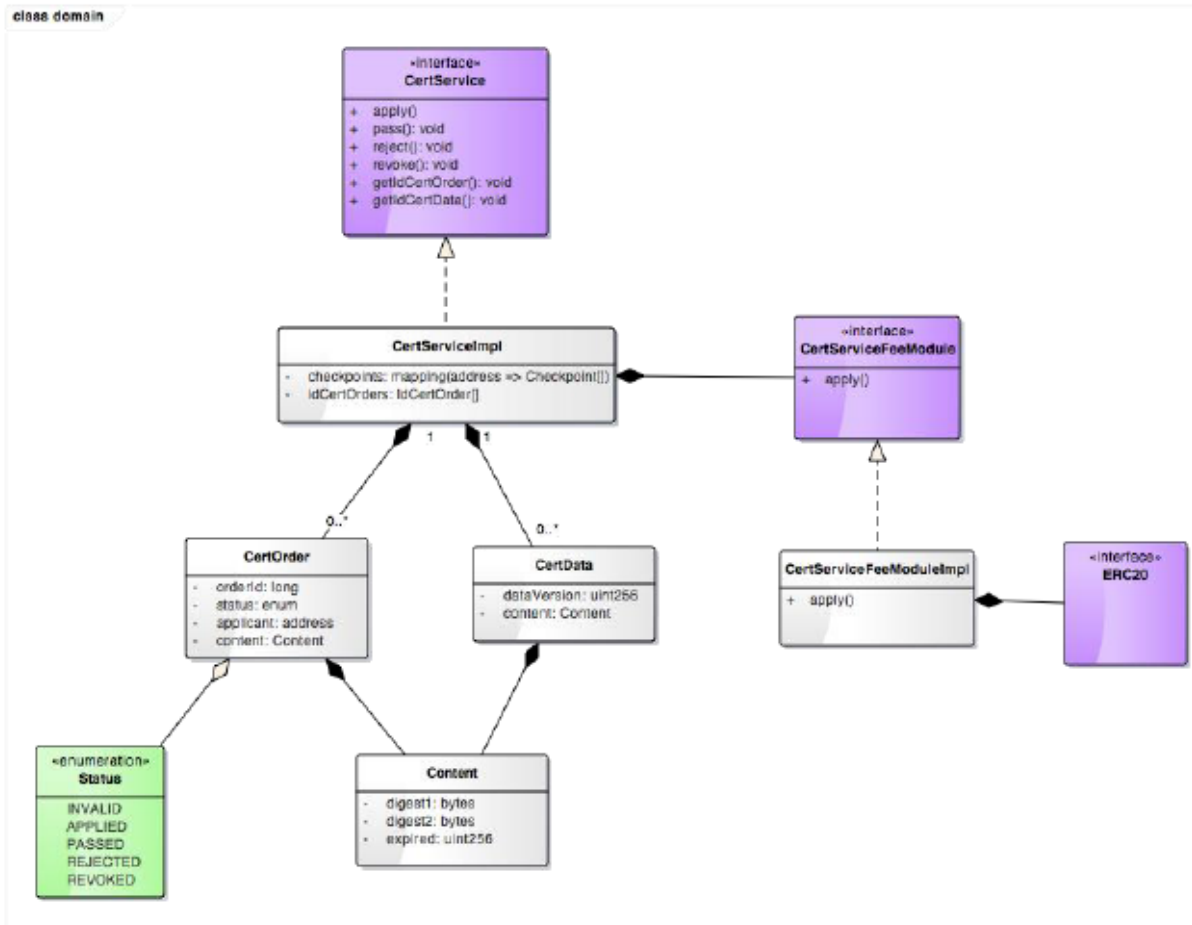 class domain
«interface»
CertService
+ apply()
+ pass(): void
+ reject(): void
+ revoke(): void
+ getIdCertOrder(): void
+ getIdCertData(): void
CertServiceImpl
- checkpoints: mapping(address => Checkpoint[])
- idCertOrders: IdCertOrder[]
«interface»
CertServiceFeeModule
+ apply()
1
1
0..*
0..*
CertOrder
- orderId: long
- status: enum
- applicant: address
- content: Content
CertData
- dataVersion: uint256
- content: Content
CertServiceFeeModuleImpl
+ apply()
«interface»
ERC20
«enumeration»
Status
INVALID
APPLIED
PASSED
REJECTED
REVOKED
Content
- digest1: bytes
- digest2: bytes
- expired: uint256